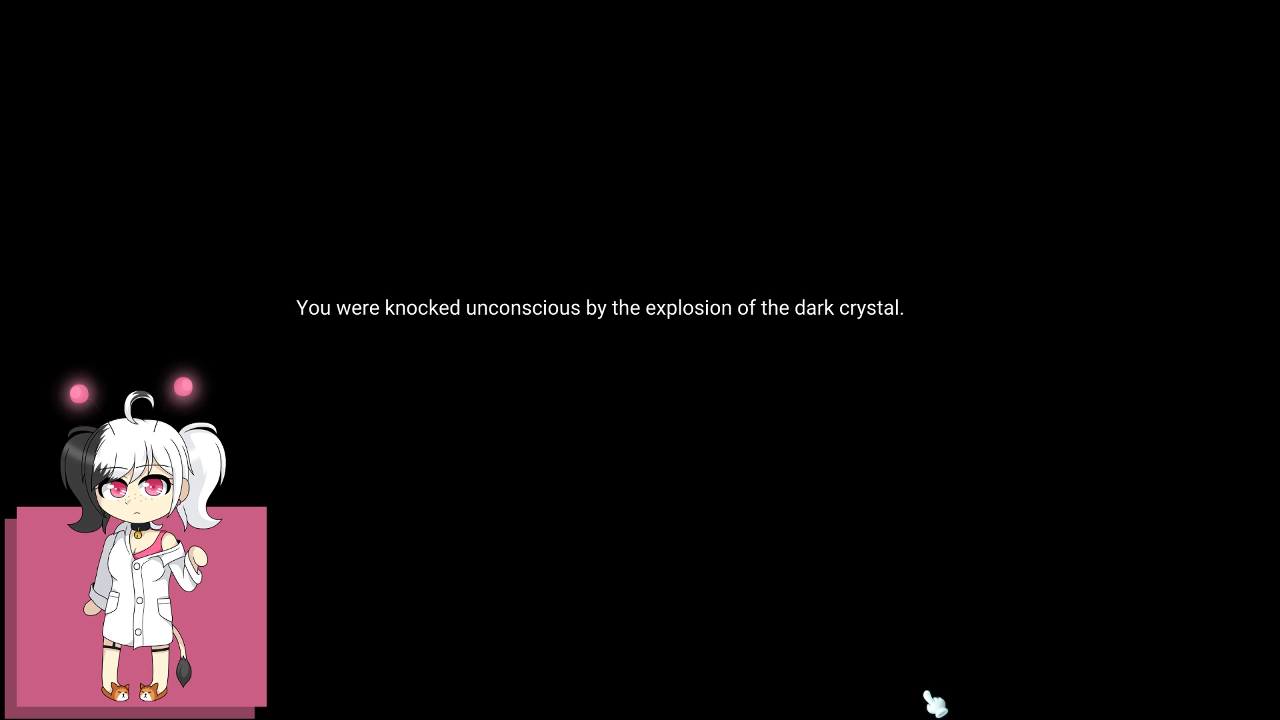 You were knocked unconscious by the explosion of the dark crystal.